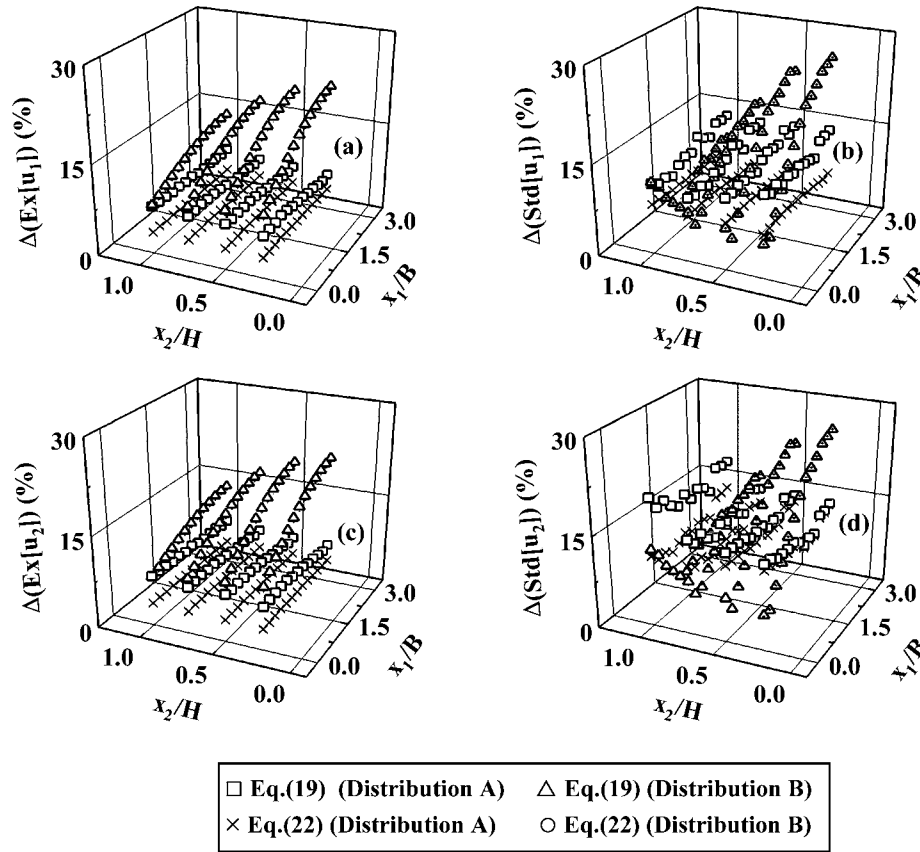 30
15
0
Δ(Ex[u₁]) (%)
(a)
1.0
0.5
0.0
x₂/H
0.0
1.5
3.0
x₁/B
30
15
0
Δ(Std[u₁]) (%)
(b)
1.0
0.5
0.0
x₂/H
0.0
1.5
3.0
x₁/B
30
15
0
Δ(Ex[u₂]) (%)
(c)
1.0
0.5
0.0
x₂/H
0.0
1.5
3.0
x₁/B
30
15
0
Δ(Std[u₂]) (%)
(d)
1.0
0.5
0.0
x₂/H
0.0
1.5
3.0
x₁/B
□ Eq.(19) (Distribution A) △ Eq.(19) (Distribution B)
× Eq.(22) (Distribution A) ○ Eq.(22) (Distribution B)